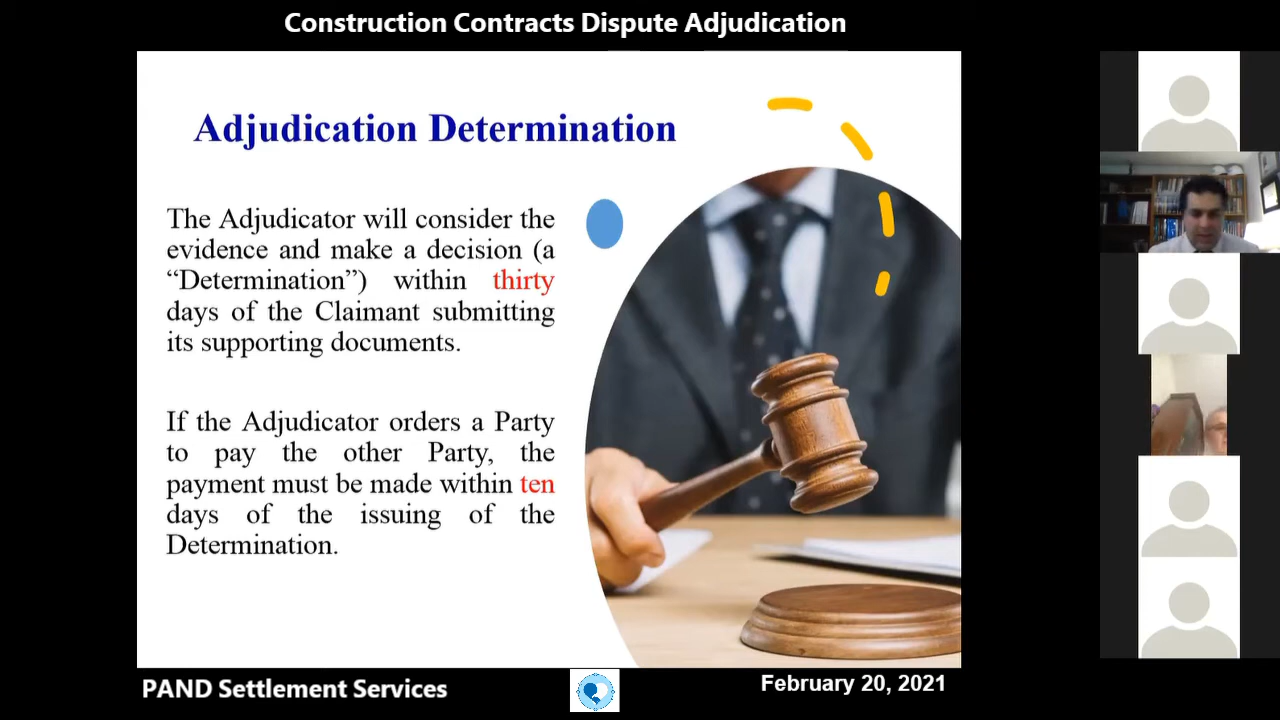 Construction Contracts Dispute Adjudication
Adjudication Determination
The Adjudicator will consider the
evidence and make a decision (a
“Determination”) within thirty
days of the Claimant submitting
its supporting documents.
If the Adjudicator orders a Party
to pay the other Party, the
payment must be made within ten
days of the issuing of the
Determination.
PAND Settlement Services
February 20, 2021